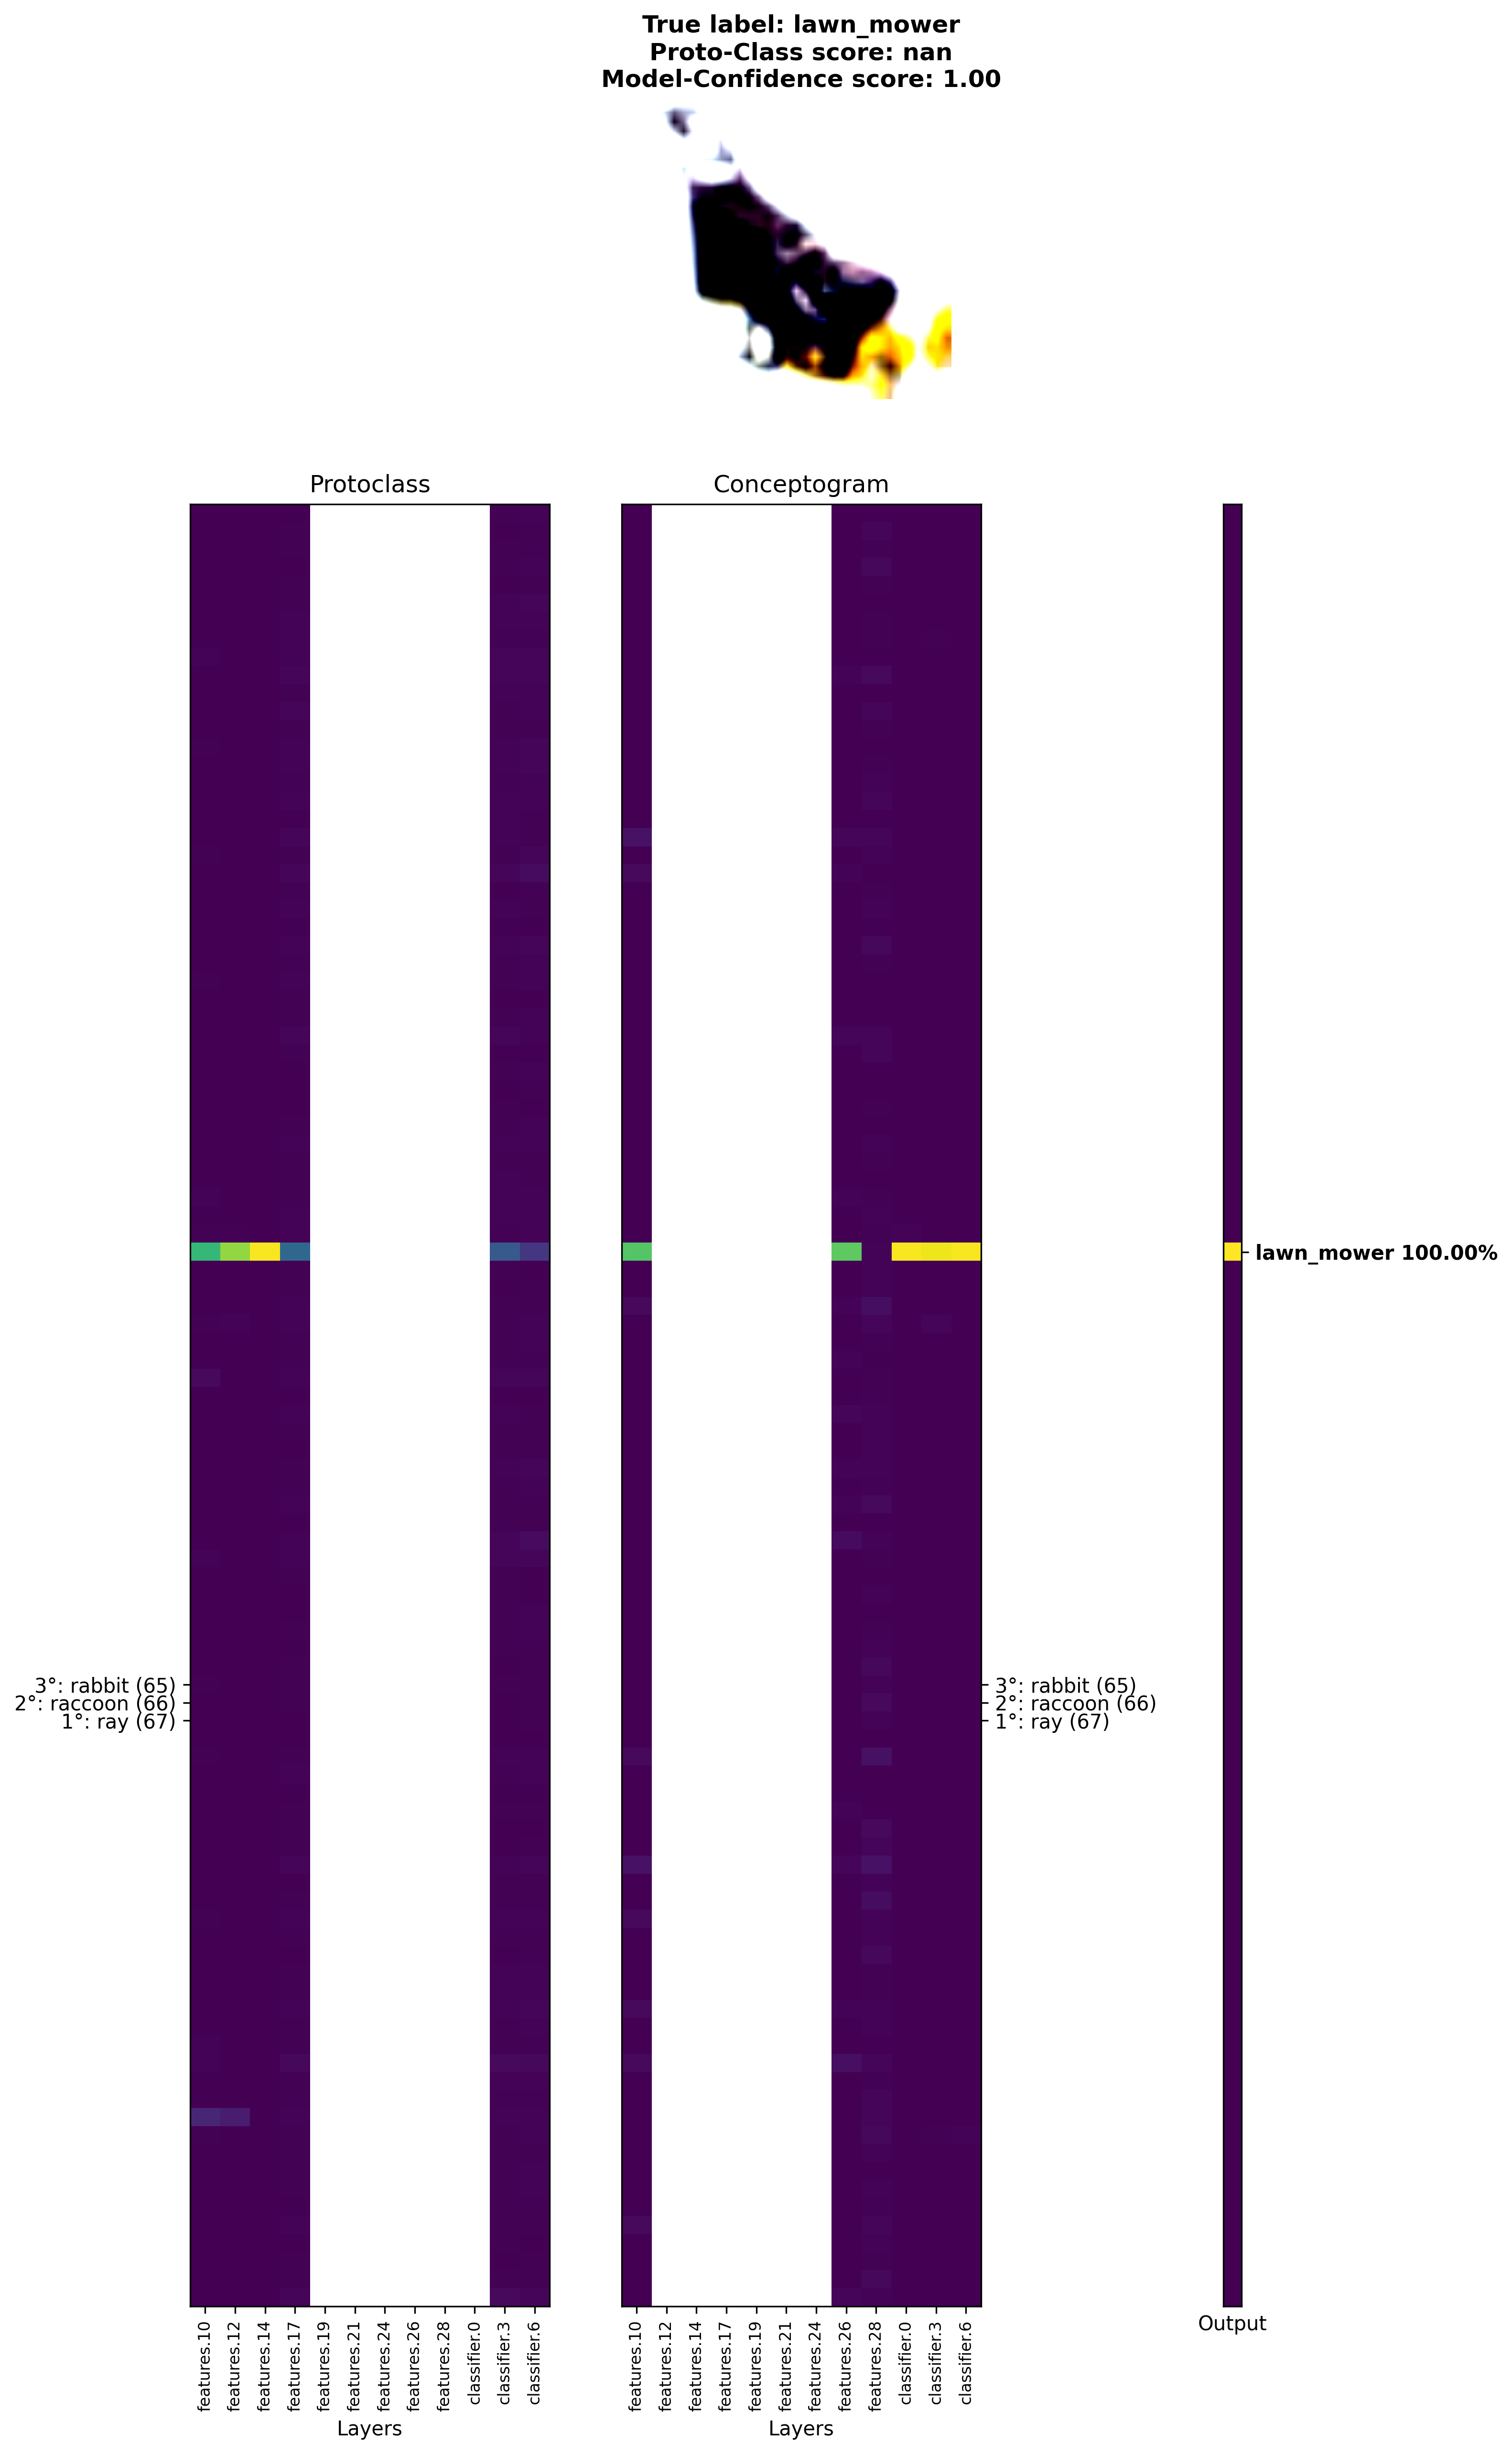 True label: lawn_mower
Proto-Class score: nan
Model-Confidence score: 1.00
Protoclass
Conceptogram
lawn_mower 100.00%
3°: rabbit (65)
2°: raccoon (66)
1°: ray (67)
3°: rabbit (65)
2°: raccoon (66)
1°: ray (67)
features.10
features.12
features.14
features.17
features.19
features.21
features.24
features.26
features.28
classifier.0
classifier.3
classifier.6
Layers
features.10
features.12
features.14
features.17
features.19
features.21
features.24
features.26
features.28
classifier.0
classifier.3
classifier.6
Layers
Output